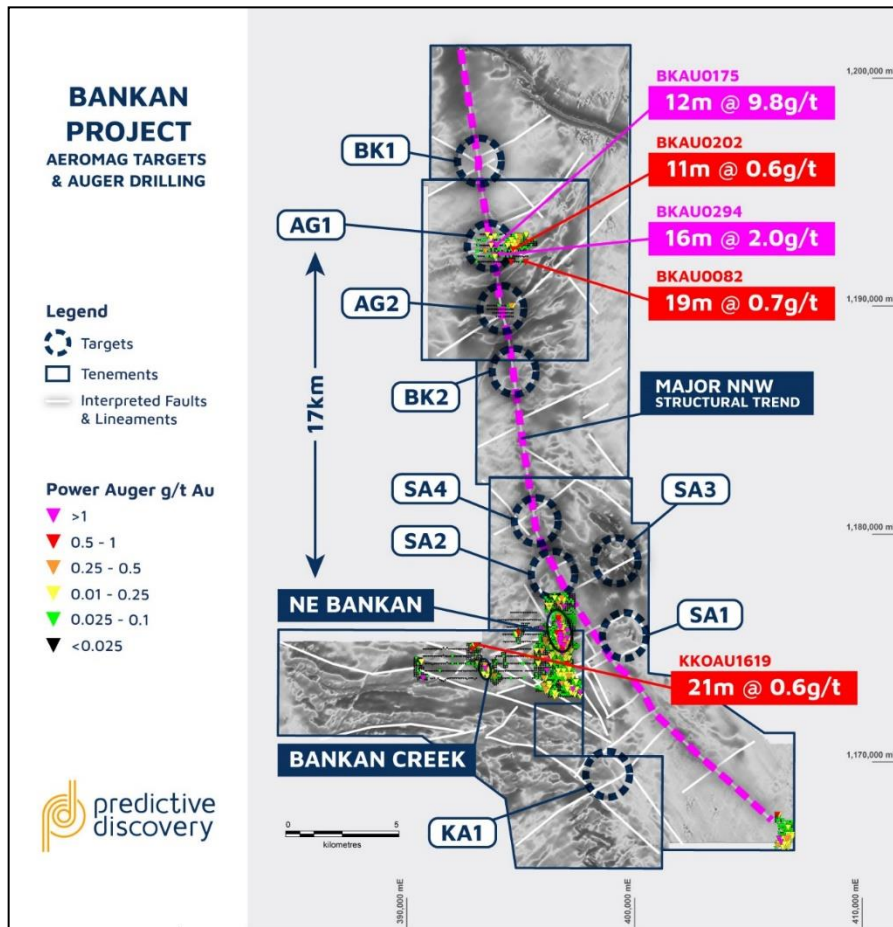 BANKAN
PROJECT
AEROMAG TARGETS
& AUGER DRILLING
Legend
Targets
Tenements
Interpreted Faults
& Lineaments
Power Auger g/t Au
>1
0.5 - 1
0.25 - 0.5
0.01 - 0.25
0.025 - 0.1
<0.025
predictive
discovery
BK1
AG1
AG2
BK2
17km
SA4
SA2
SA3
SA1
NE BANKAN
BANKAN CREEK
KA1
MAJOR NNW
STRUCTURAL TREND
BKAU0175
12m @ 9.8g/t
BKAU0202
11m @ 0.6g/t
BKAU0294
16m @ 2.0g/t
BKAU0082
19m @ 0.7g/t
KKOAU1619
21m @ 0.6g/t
1,200,000 mN
1,190,000 mN
1,180,000 mN
1,170,000 mN
0 5
kilometres
390,000 mE
400,000 mE
410,000 mE